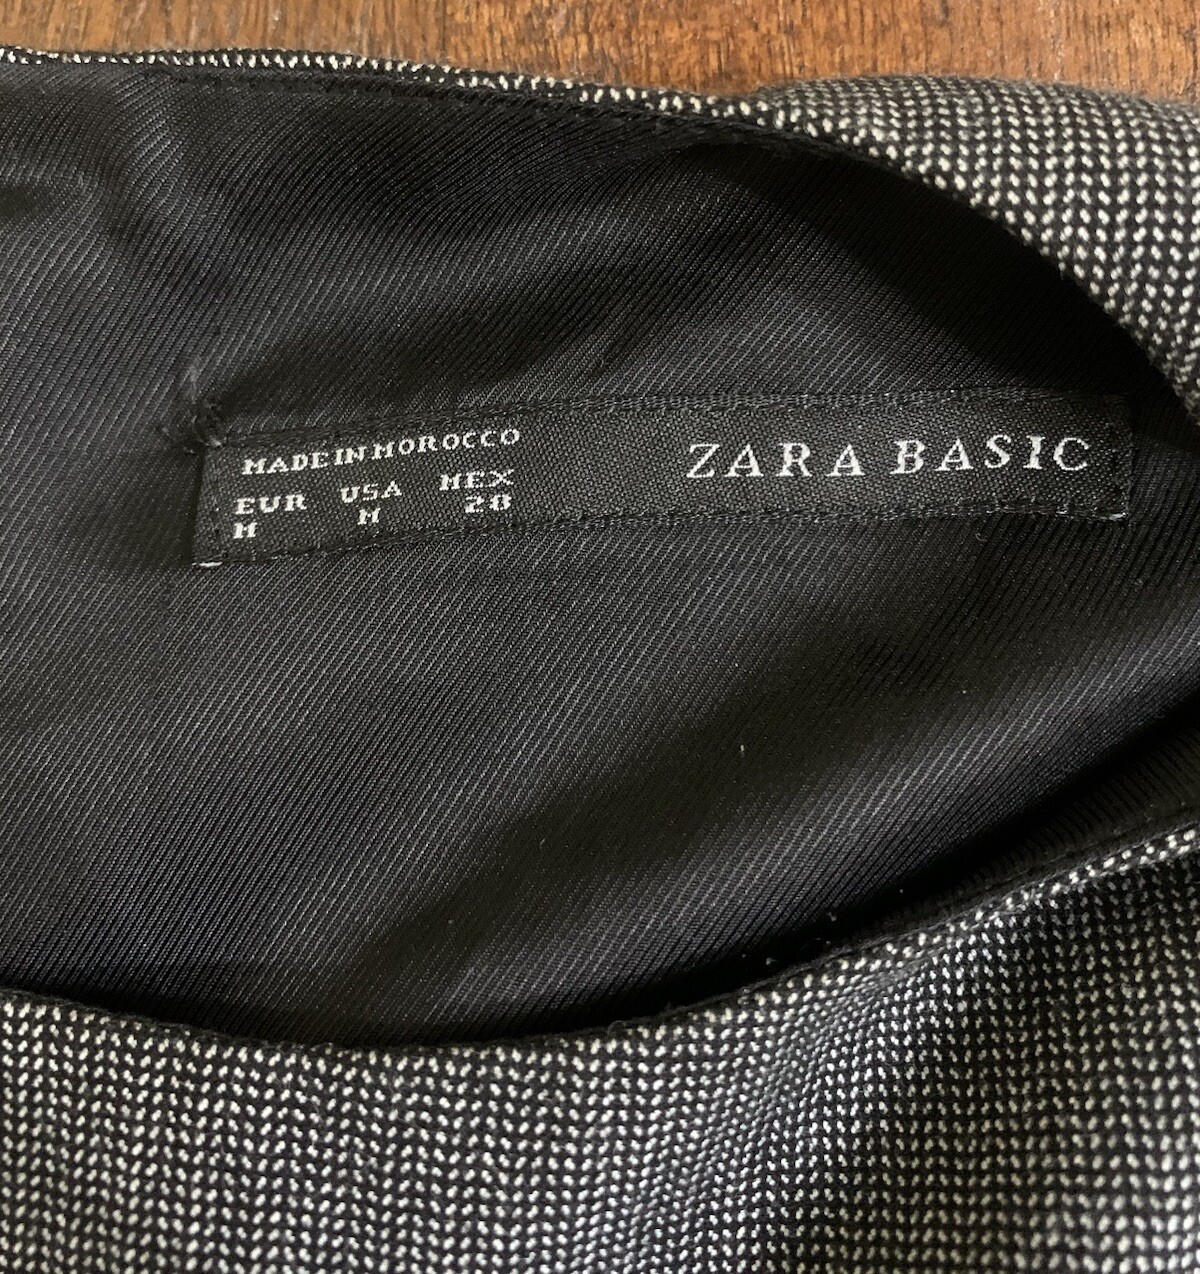 MADE IN MOROCCO
EUR USA MEX
M M 28
ZARA BASIC